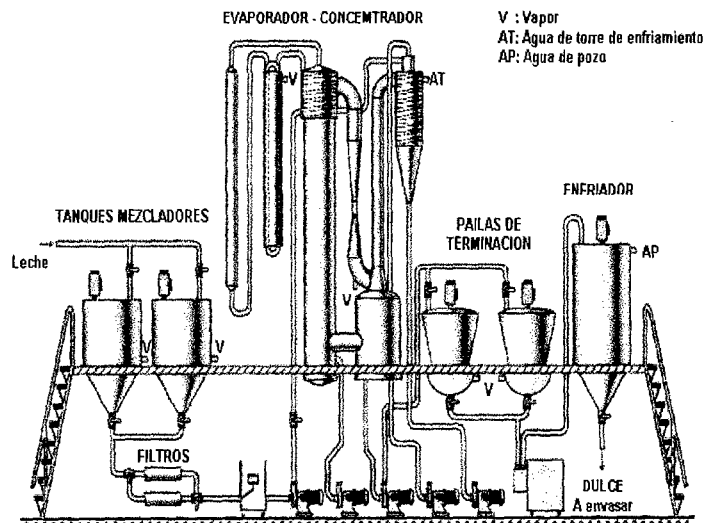 EVAPORADOR - CONCEMTRADOR
V : Vapor
AT: Agua de torre de enfriamiento
AP: Agua de pozo
V
AT
ENFRIADOR
TANQUES MEZCLADORES
PAILAS DE
TERMINACION
Leche
AP
V
V
V
V
FILTROS
DULCE
A envasar